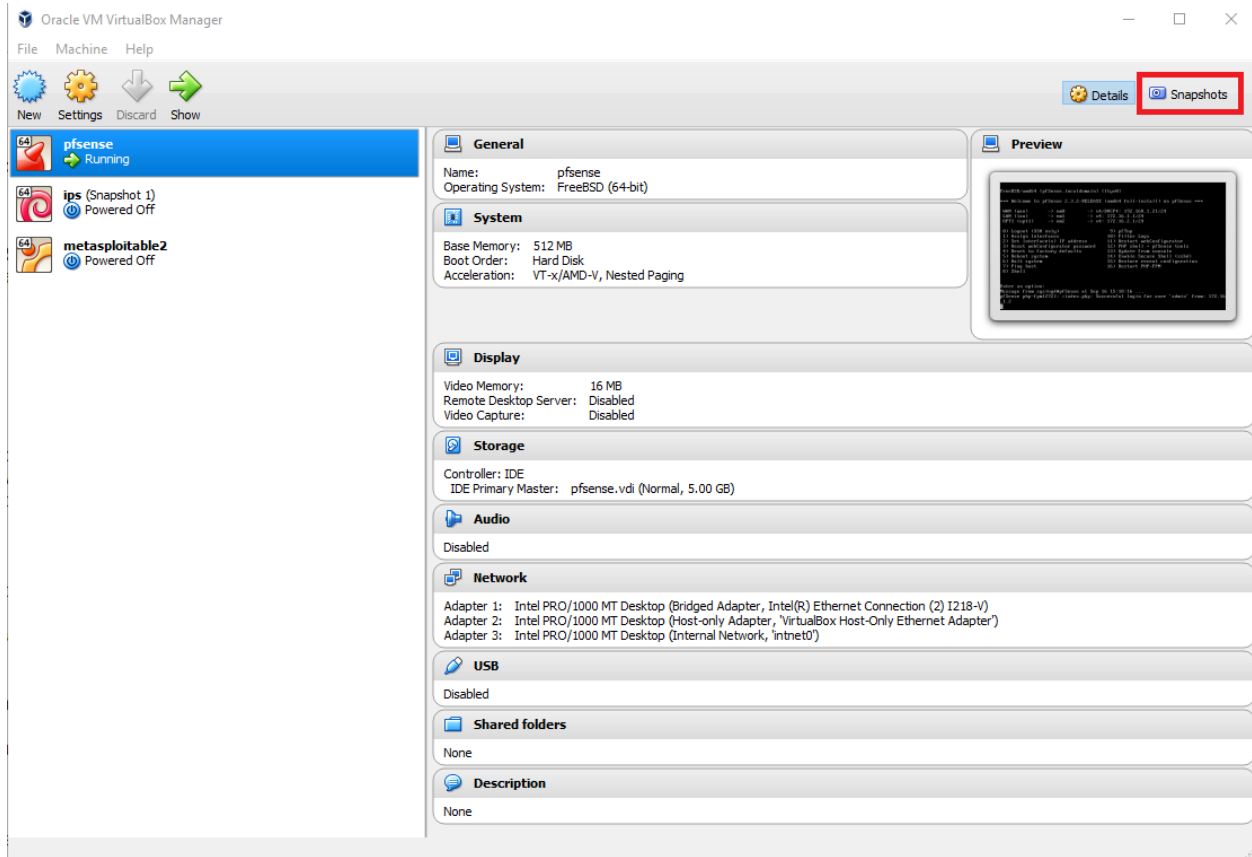 Oracle VM VirtualBox Manager
File Machine Help
New Settings Discard Show
Details Snapshots
64 pfsense
Running
64 ips (Snapshot 1)
Powered Off
64 metasploitable2
Powered Off
General
Name: pfsense
Operating System: FreeBSD (64-bit)
System
Base Memory: 512 MB
Boot Order: Hard Disk
Acceleration: VT-x/AMD-V, Nested Paging
Preview
Display
Video Memory: 16 MB
Remote Desktop Server: Disabled
Video Capture: Disabled
Storage
Controller: IDE
IDE Primary Master: pfsense.vdi (Normal, 5.00 GB)
Audio
Disabled
Network
Adapter 1: Intel PRO/1000 MT Desktop (Bridged Adapter, Intel(R) Ethernet Connection (2) I218-V)
Adapter 2: Intel PRO/1000 MT Desktop (Host-only Adapter, 'VirtualBox Host-Only Ethernet Adapter')
Adapter 3: Intel PRO/1000 MT Desktop (Internal Network, 'intnet0')
USB
Disabled
Shared folders
None
Description
None